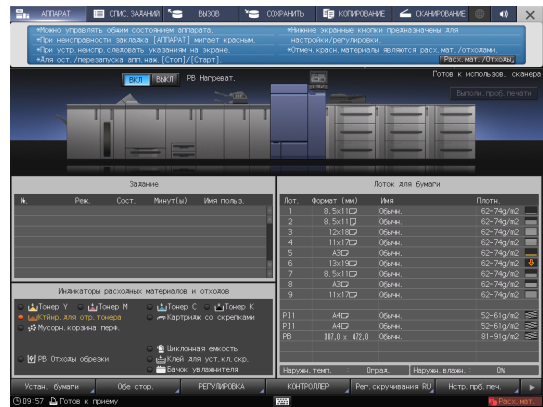 АППАРАТ
СПИС. ЗАДАНИЙ
ВЫЗОВ
СОХРАНИТЬ
КОПИРОВАНИЕ
СКАНИРОВАНИЕ
*Можно управлять общим состоянием аппарата.
*При неисправности закладка [АППАРАТ] мигает красным.
*При устр.неиспр.следовать указаниям на экране.
*Для ост./перезапуска апп.наж.[Стоп]/[Старт].
*Нижние экранные кнопки предназначены для
настройки/регулировки.
*Отмеч.красн.материалы являются расх.мат./отходами.
Расх.мат./Отходы
ВКЛ
ВЫКЛ
РВ Нагреват.
Готов к использов. сканера
Выполн.проб.печати
Задание
№.
Реж.
Сост.
Минут(ы)
Имя польз.
Лоток для бумаги
Лот. Формат (мм) Имя Плотн.
1 8.5x11 Обычн. 62-74g/m2
2 8.5x11 Обычн. 62-74g/m2
3 12x18 Обычн. 62-74g/m2
4 11x17 Обычн. 62-74g/m2
5 A3 Обычн. 62-74g/m2
6 13x19 Обычн. 62-74g/m2
7 8.5x11 Обычн. 62-74g/m2
8 A3 Обычн. 62-74g/m2
9 11x17 Обычн. 62-74g/m2
PI1 A4 Обычн. 52-61g/m2
PI1 A4 Обычн. 52-61g/m2
PB 307.0 x 472.0 Обычн. 81-91g/m2
Наружн. темп. : 0град.
Наружн. влажн. : 0%
Индикаторы расходных материалов и отходов
Тонер Y
Тонер M
Тонер C
Тонер K
Ктйнр.для отр.тонера
Картридж со скрепками
Мусорн.корзина перф.
Циклонная емкость
РВ Отходы обрезки
Клей для уст.кл.скр.
Бачок увлажнителя
Устан. бумаги
Обе стор.
РЕГУЛИРОВКА
КОНТРОЛЛЕР
Рег.скручивания RU
Нстр.прб.печ.
09:57
Готов к приему
Расх.мат.